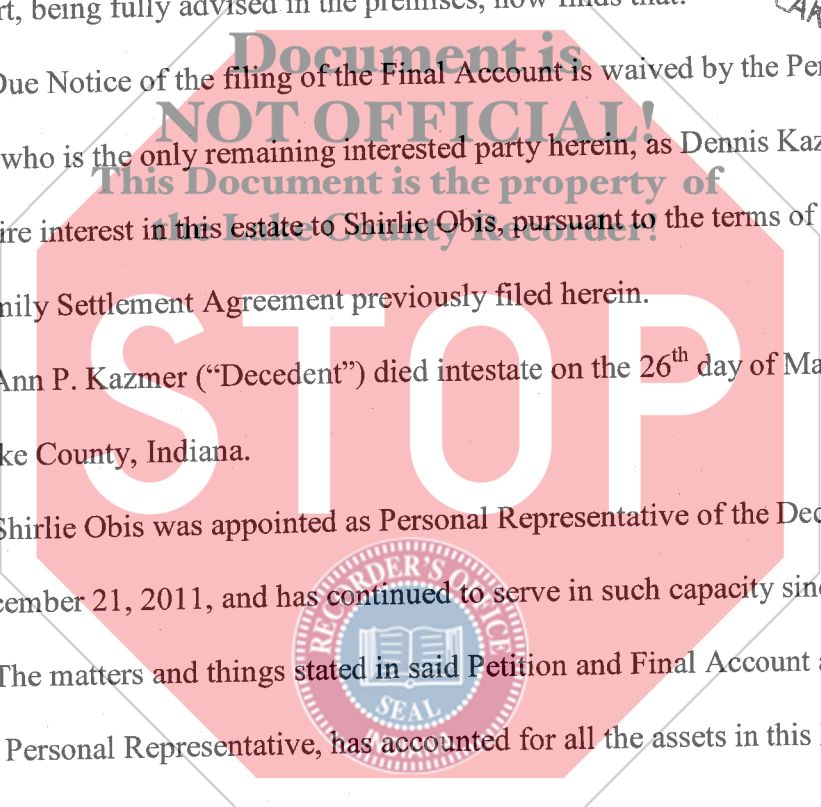 rt, being fully advised in the premises, now finds that:
Document is
Due Notice of the filing of the Final Account is waived by the Per
NOT OFFICIAL!
who is the only remaining interested party herein, as Dennis Kaz
This Document is the property of
ire interest in this estate to Shirlie Obis, pursuant to the terms of
the Lake County Recorder!
mily Settlement Agreement previously filed herein.
STOP
Ann P. Kazmer (“Decedent”) died intestate on the 26th day of Ma
ke County, Indiana.
Shirlie Obis was appointed as Personal Representative of the Dec
cember 21, 2011, and has continued to serve in such capacity sinc
RECORDER'S OFFICE
The matters and things stated in said Petition and Final Account a
SEAL
Personal Representative, has accounted for all the assets in this